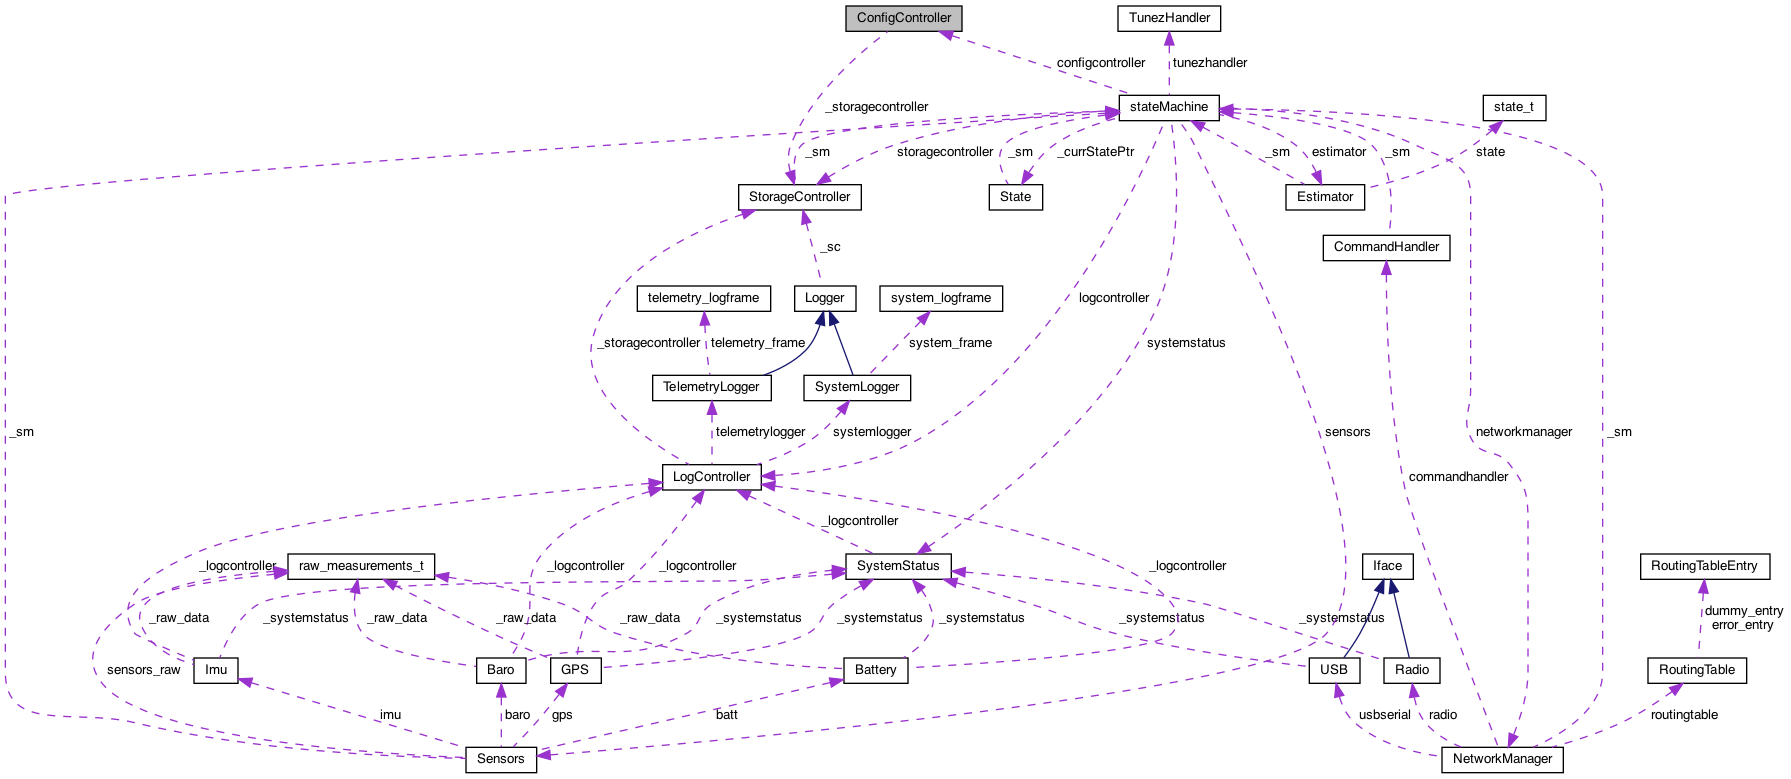 ConfigController
TunezHandler
configcontroller
tunezhandler
_storagecontroller
stateMachine
state_t
_sm
storagecontroller
_sm
_currStatePtr
_sm
estimator
_sm
state
StorageController
State
Estimator
_sc
CommandHandler
telemetry_logframe
Logger
system_logframe
logcontroller
_storagecontroller
telemetry_frame
system_frame
systemstatus
TelemetryLogger
SystemLogger
_sm
telemetrylogger
systemlogger
sensors
networkmanager
_sm
LogController
commandhandler
_logcontroller
raw_measurements_t
_logcontroller
_logcontroller
_logcontroller
SystemStatus
_logcontroller
Iface
RoutingTableEntry
_raw_data
_systemstatus
_raw_data
_raw_data
_raw_data
_systemstatus
_systemstatus
_systemstatus
_systemstatus
_systemstatus
dummy_entry
error_entry
sensors_raw
Imu
Baro
GPS
Battery
USB
Radio
RoutingTable
imu
baro
gps
batt
usbserial
radio
routingtable
Sensors
NetworkManager